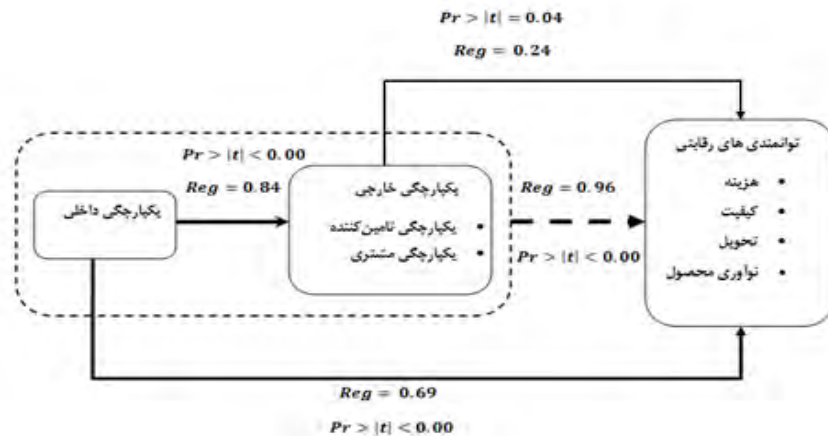 Pr > |t| = 0.04
Reg = 0.24
توانمندی های رقابتی
• هزینه
• کیفیت
• تحویل
• نوآوری محصول
Pr > |t| < 0.00
Reg = 0.84
یکپارچگی خارجی
• یکپارچگی تامین‌کننده
• یکپارچگی مشتری
یکپارچگی داخلی
Reg = 0.96
Pr > |t| < 0.00
Reg = 0.69
Pr > |t| < 0.00